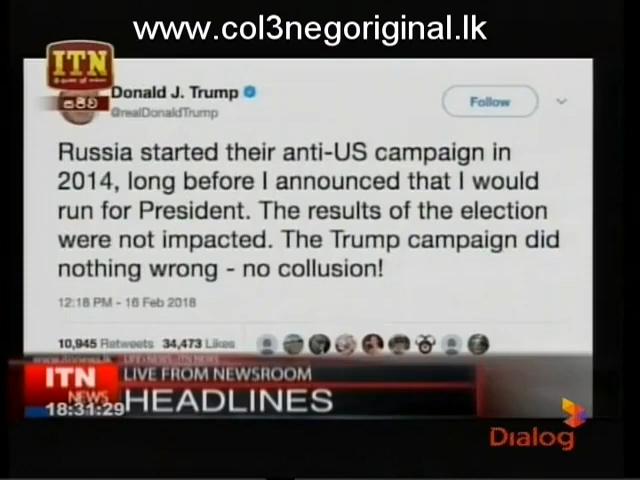 www.col3negoriginal.lk
ITN
සජීව
Donald J. Trump
@realDonaldTrump
Follow
Russia started their anti-US campaign in
2014, long before I announced that I would
run for President. The results of the election
were not impacted. The Trump campaign did
nothing wrong - no collusion!
12:18 PM - 16 Feb 2018
10,945 Retweets 34,473 Likes
ITN
NEWS
LIVE FROM NEWSROOM
18:31:29
HEADLINES
Dialog